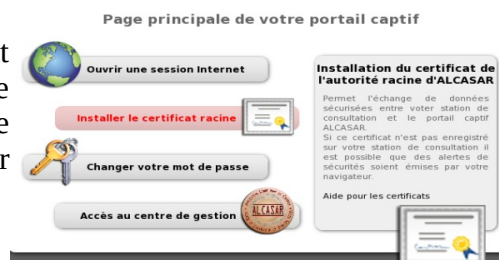 Page principale de votre portail captif
t
e
e
r
Ouvrir une session Internet
Installer le certificat racine
Changer votre mot de passe
Accès au centre de gestion
ALCASAR
Installation du certificat de
l'autorité racine d'ALCASAR
Permet l'échange de données
sécurisées entre voter station de
consultation et le portail captif
ALCASAR.
Si ce certificat n'est pas enregistré
sur votre station de consultation il
est possible que des alertes de
sécurités soient émises par votre
navigateur.
Aide pour les certificats